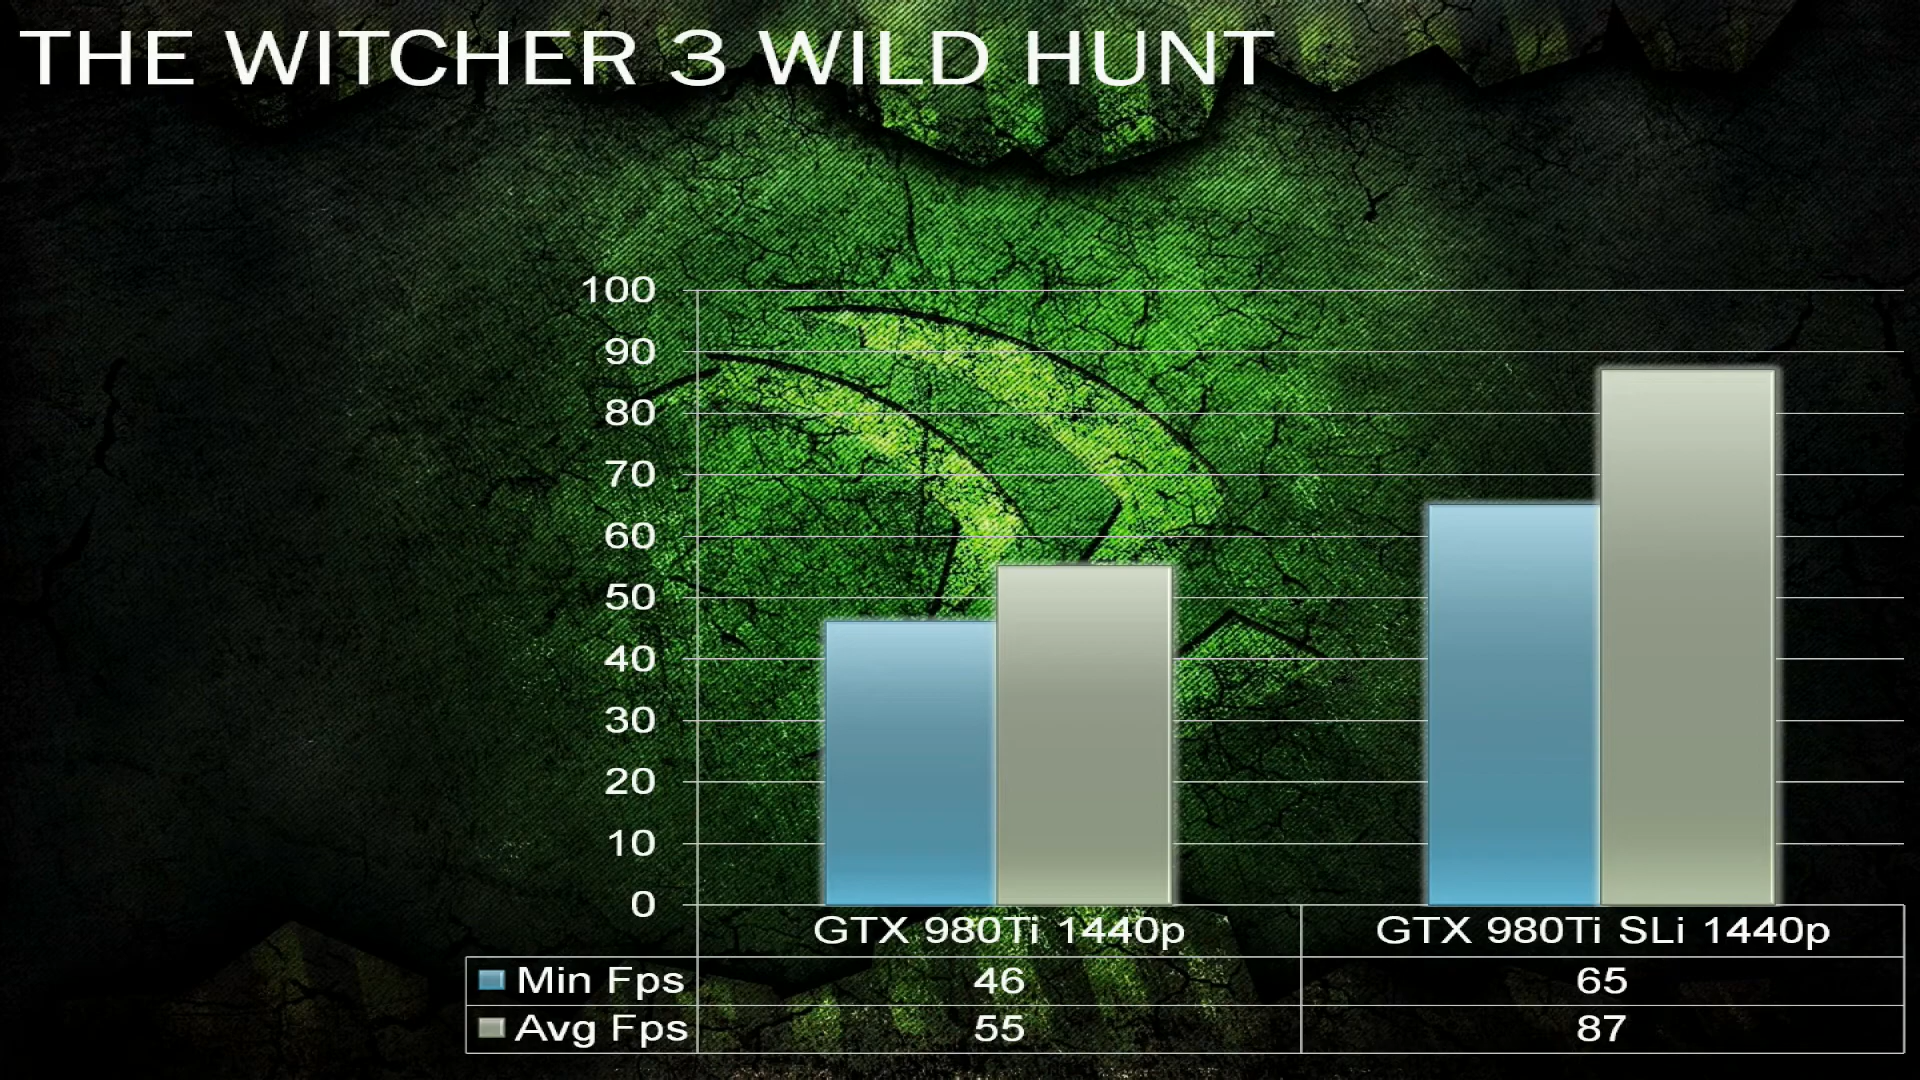 THE WITCHER 3 WILD HUNT
100
90
80
70
60
50
40
30
20
10
0
GTX 980Ti 1440p GTX 980Ti SLi 1440p
Min Fps 46 65
Avg Fps 55 87